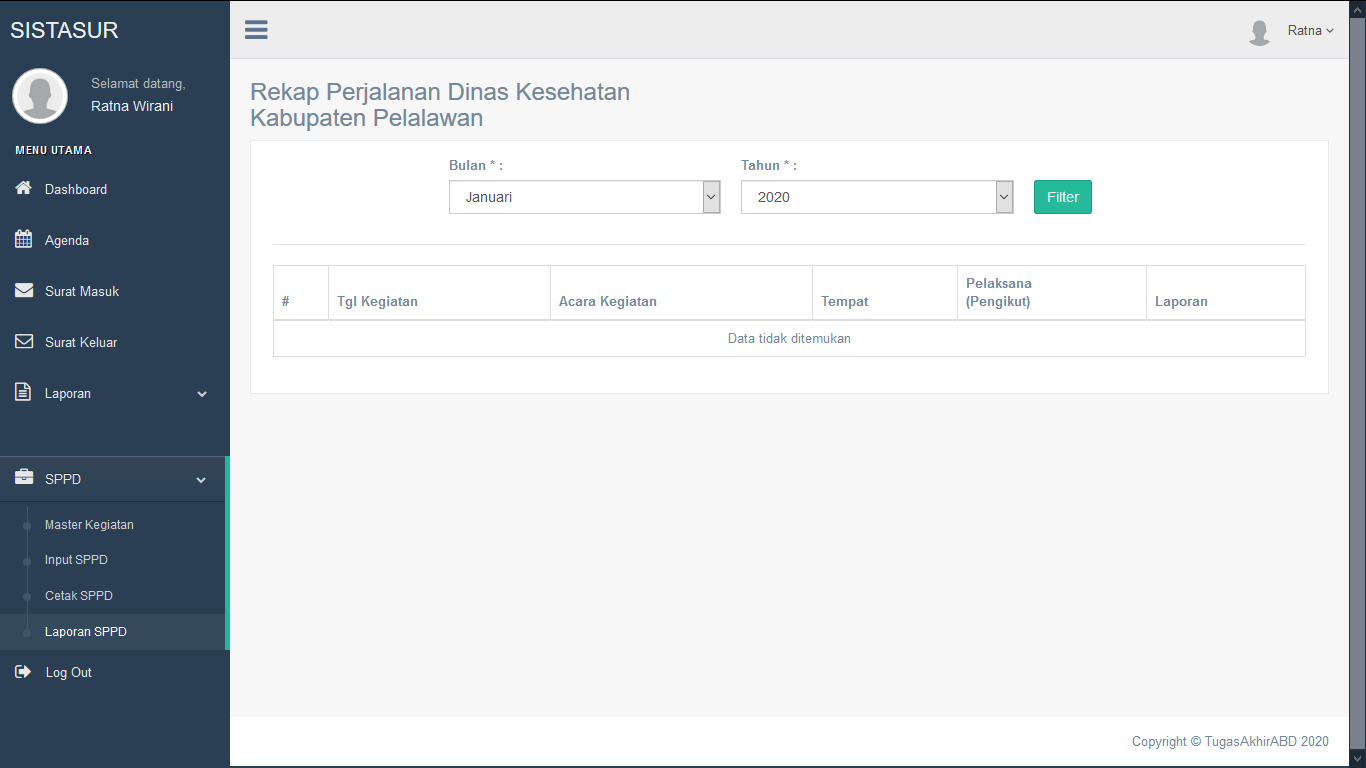 SISTASUR
Ratna
Selamat datang,
Ratna Wirani
MENU UTAMA
Dashboard
Agenda
Surat Masuk
Surat Keluar
Laporan
SPPD
Master Kegiatan
Input SPPD
Cetak SPPD
Laporan SPPD
Log Out
Rekap Perjalanan Dinas Kesehatan
Kabupaten Pelalawan
Bulan * :
Tahun * :
Januari
2020
Filter
# Tgl Kegiatan Acara Kegiatan Tempat Pelaksana (Pengikut) Laporan
Data tidak ditemukan
Copyright © TugasAkhirABD 2020